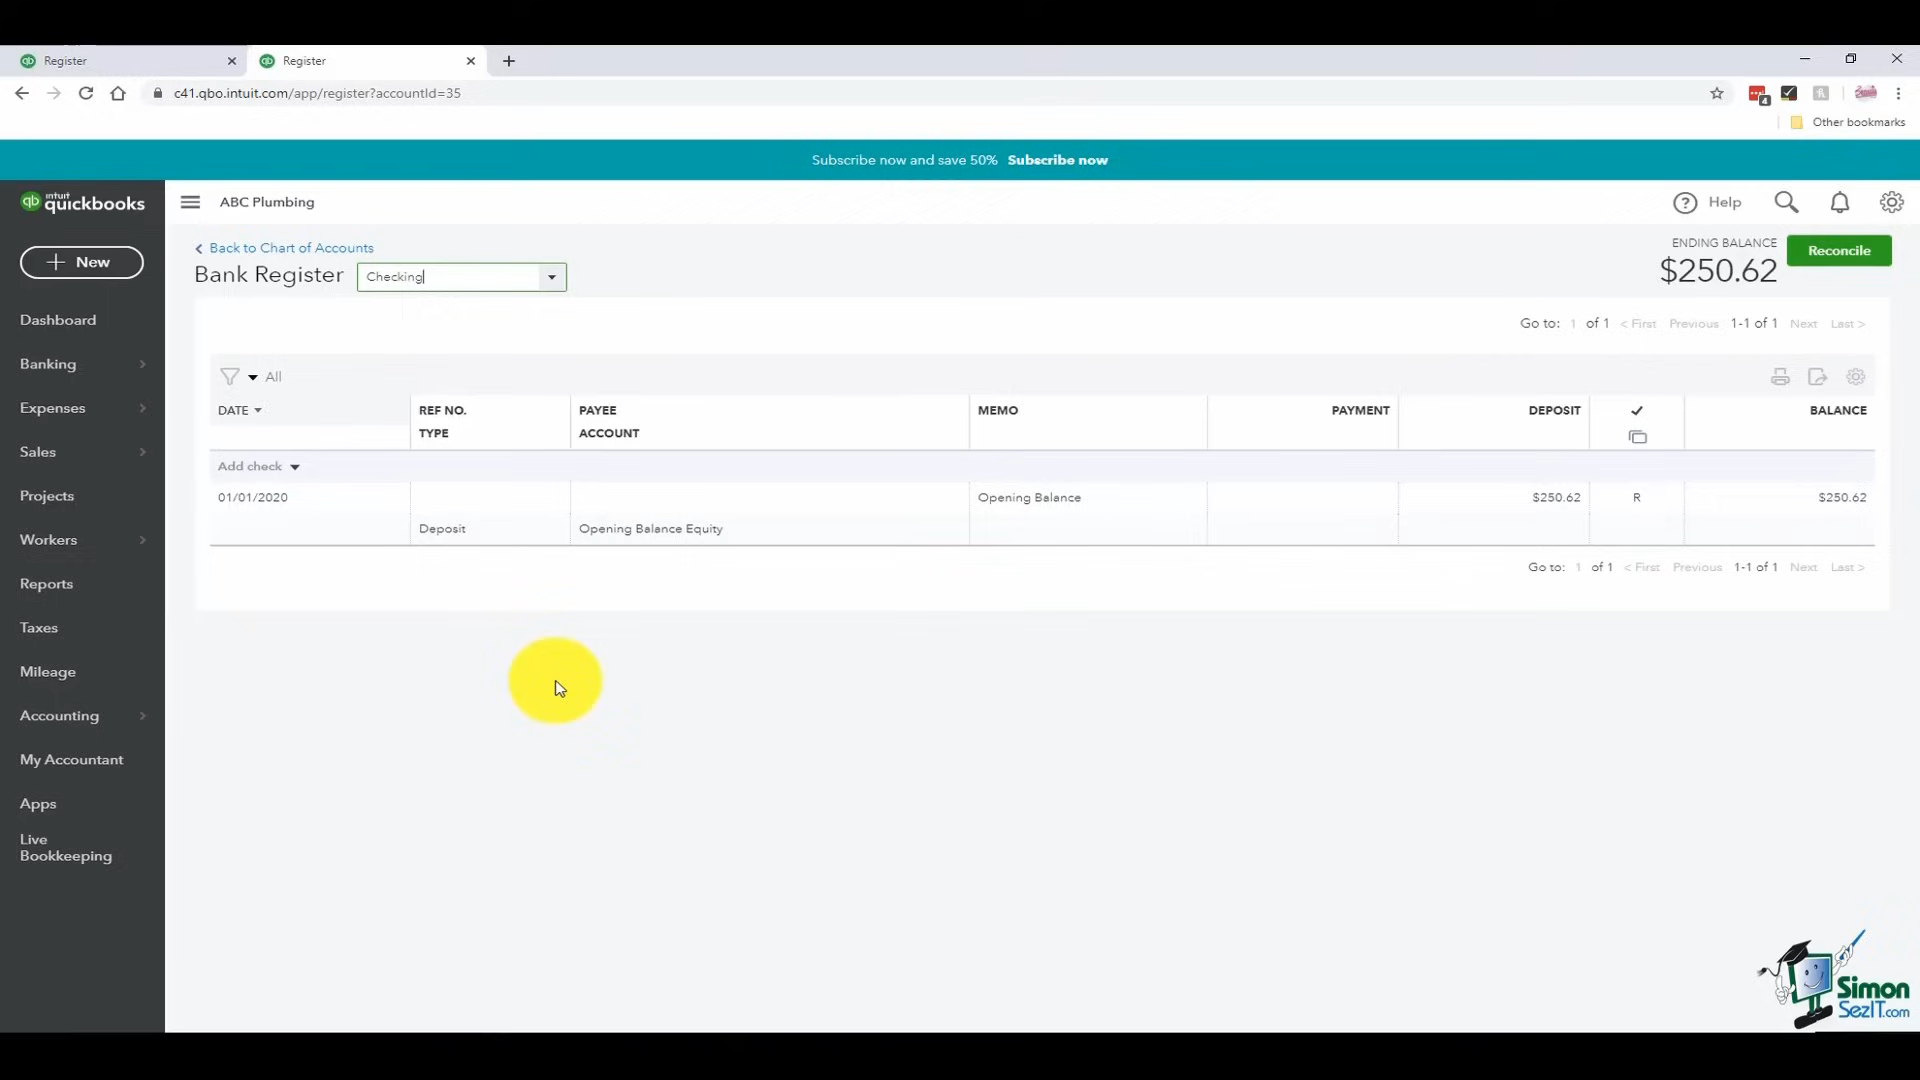 Register
Register
c41.qbo.intuit.com/app/register?accountId=35
4
Other bookmarks
Subscribe now and save 50% Subscribe now
qb intuit quickbooks
ABC Plumbing
? Help
New
Back to Chart of Accounts
Bank Register Checking
ENDING BALANCE
$250.62
Reconcile
Go to: 1 of 1 < First Previous 1-1 of 1 Next Last >
All
DATE REF NO. PAYEE MEMO PAYMENT DEPOSIT BALANCE
TYPE ACCOUNT
Add check
01/01/2020 Opening Balance $250.62 R $250.62
Deposit Opening Balance Equity
Go to: 1 of 1 < First Previous 1-1 of 1 Next Last >
Dashboard
Banking
Expenses
Sales
Projects
Workers
Reports
Taxes
Mileage
Accounting
My Accountant
Apps
Live
Bookkeeping
Simon
SezIT.com